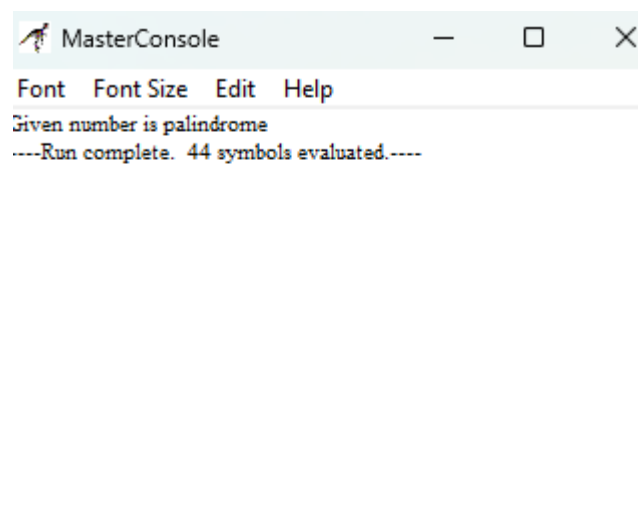 MasterConsole
Font Font Size Edit Help
Given number is palindrome
----Run complete.  44 symbols evaluated.----